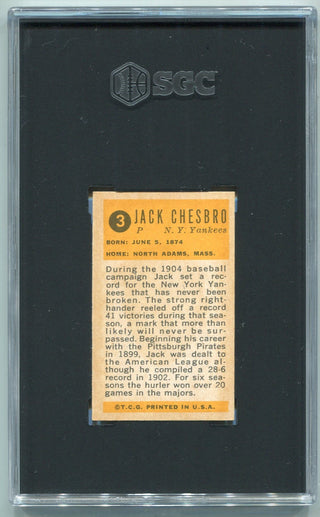 SGC
3 JACK CHESBRO
P N. Y. Yankees
BORN: JUNE 5, 1874
HOME: NORTH ADAMS, MASS.
During the 1904 baseball
campaign Jack set a rec-
ord for the New York Yan-
kees that has never been
broken. The strong right-
hander reeled off a record
41 victories during that sea-
son, a mark that more than
likely will never be sur-
passed. Beginning his career
with the Pittsburgh Pirates
in 1899, Jack was dealt to
the American League al-
though he compiled a 28-6
record in 1902. For six sea-
sons the hurler won over 20
games in the majors.
©T.C.G. PRINTED IN U.S.A.